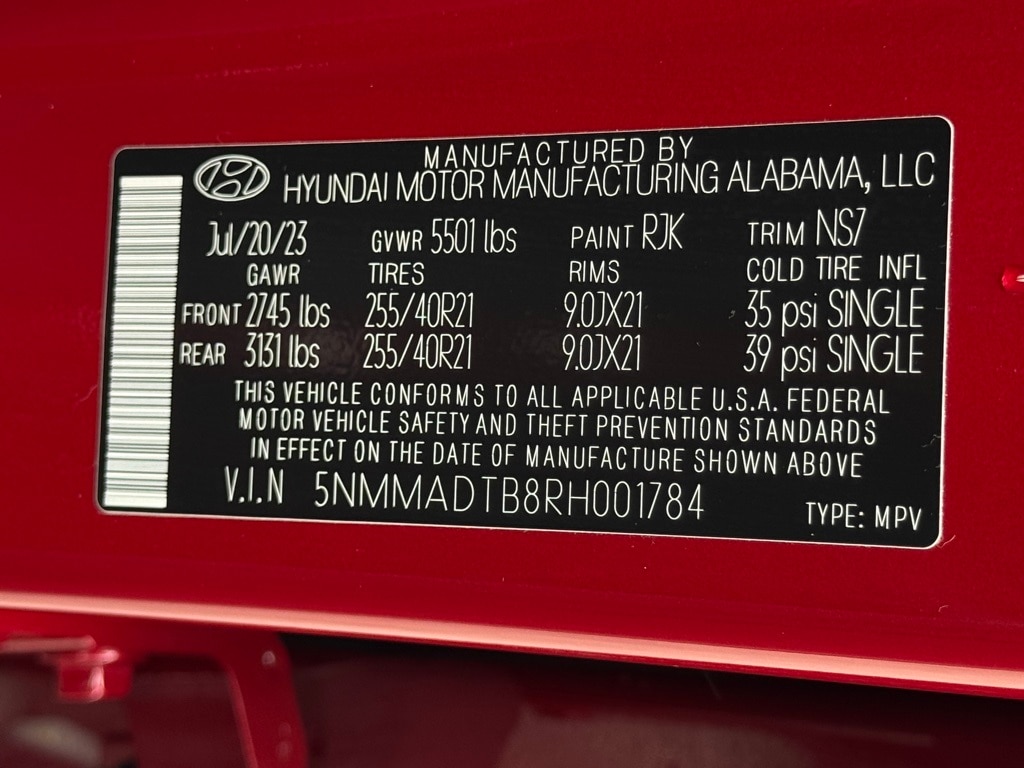 MANUFACTURED BY
HYUNDAI MOTOR MANUFACTURING ALABAMA, LLC
Jul/20/23 GVWR 5501 lbs PAINT RJK TRIM NS7
GAWR TIRES RIMS COLD TIRE INFL
FRONT 2745 lbs 255/40R21 9.0JX21 35 psi SINGLE
REAR 3131 lbs 255/40R21 9.0JX21 39 psi SINGLE
THIS VEHICLE CONFORMS TO ALL APPLICABLE U.S.A. FEDERAL
MOTOR VEHICLE SAFETY AND THEFT PREVENTION STANDARDS
IN EFFECT ON THE DATE OF MANUFACTURE SHOWN ABOVE
V.I.N 5NMMADTB8RH001784
TYPE: MPV